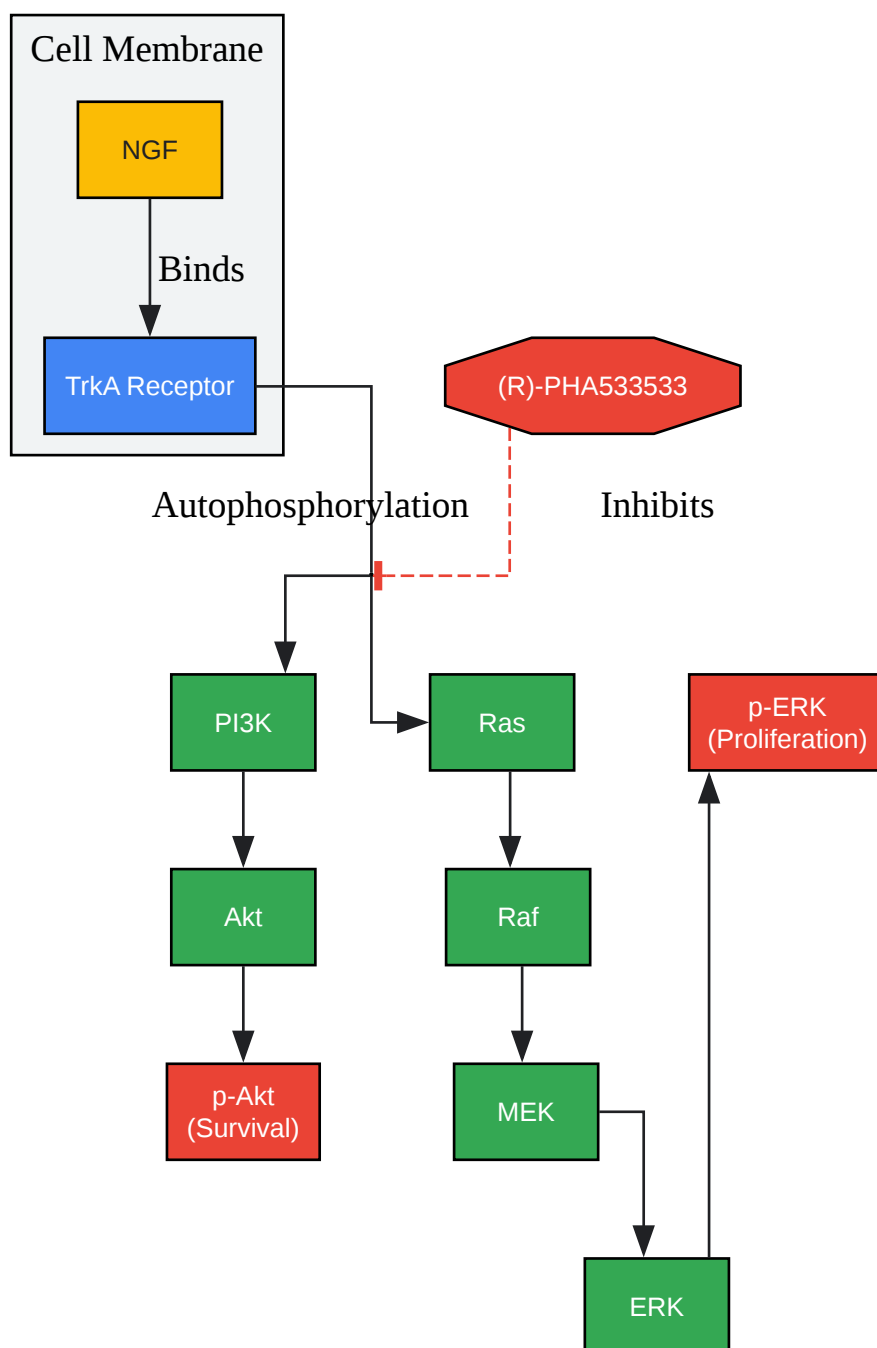 Cell Membrane
NGF
Binds
TrkA Receptor
(R)-PHA533533
Autophosphorylation
Inhibits
PI3K
Ras
p-ERK
(Proliferation)
Akt
Raf
p-Akt
(Survival)
MEK
ERK